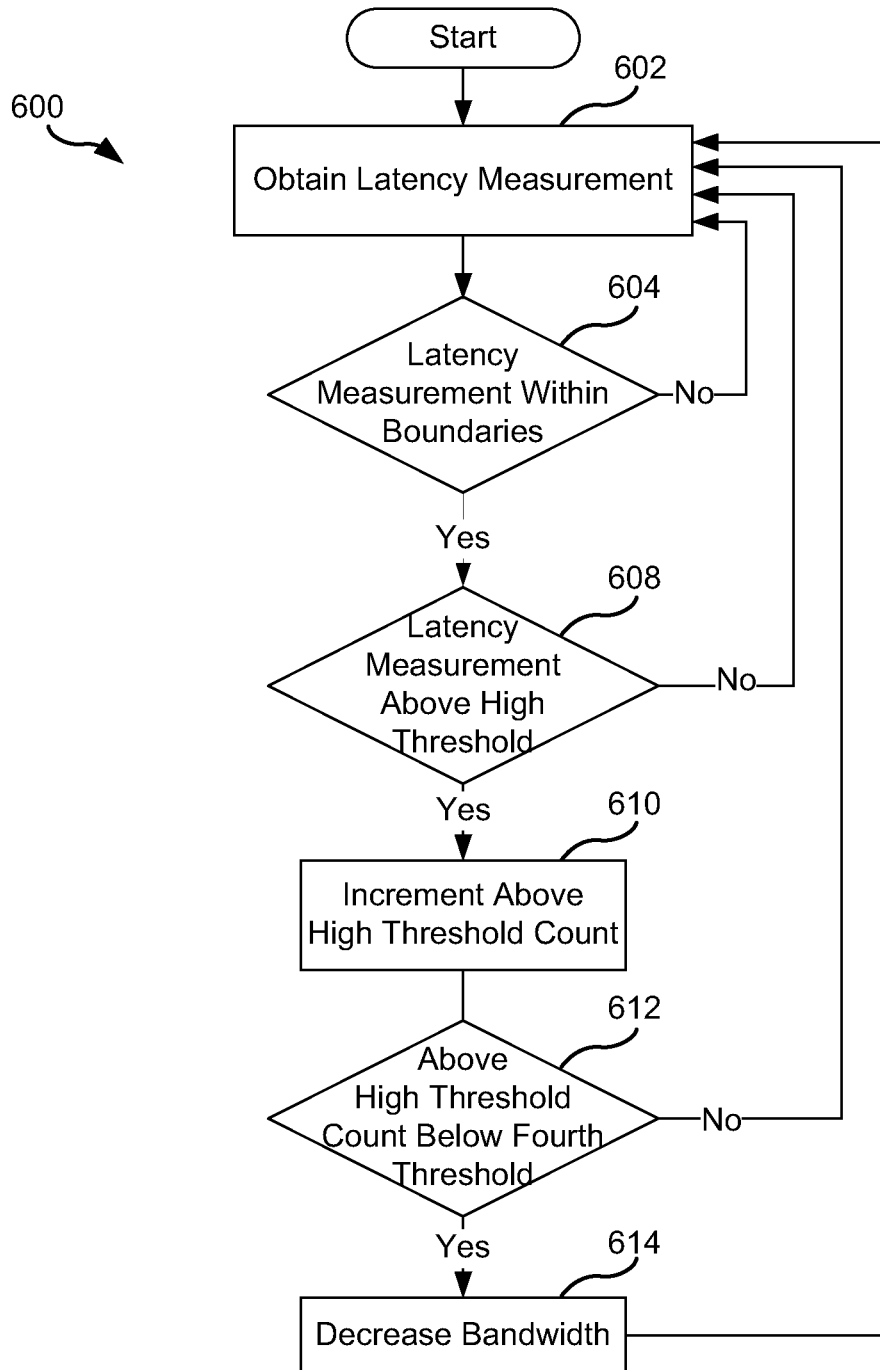 Start
602
600
Obtain Latency Measurement
604
Latency
Measurement Within
Boundaries
No
Yes
608
Latency
Measurement
Above High
Threshold
No
Yes
610
Increment Above
High Threshold Count
612
Above
High Threshold
Count Below Fourth
Threshold
No
Yes
614
Decrease Bandwidth